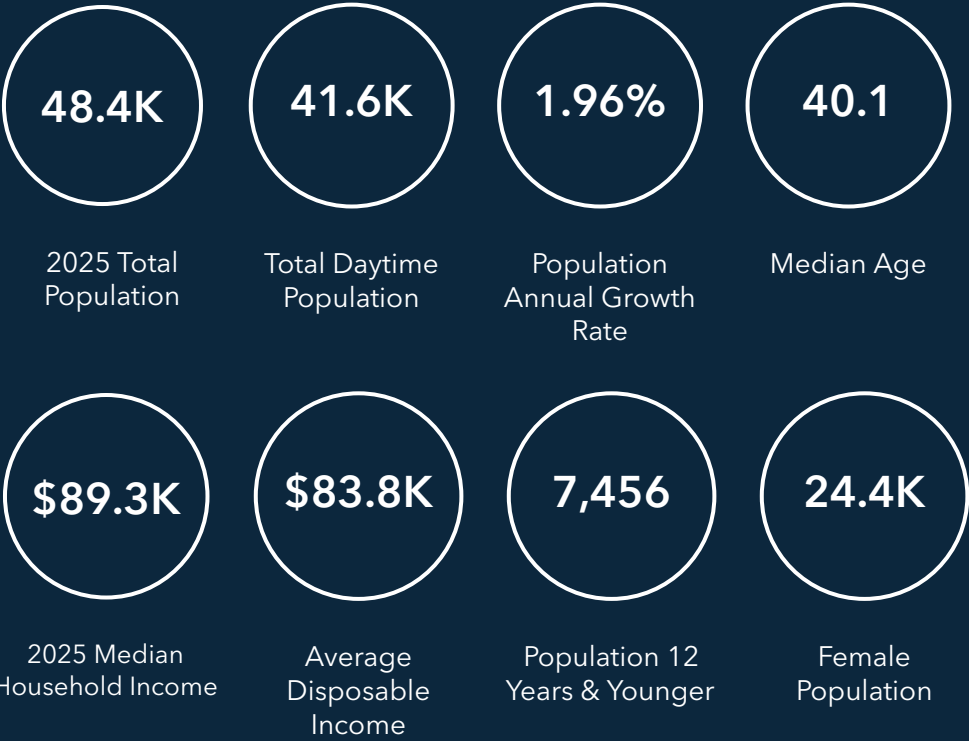 48.4K
41.6K
1.96%
40.1
2025 Total
Population
Total Daytime
Population
Population
Annual Growth
Rate
Median Age
$89.3K
$83.8K
7,456
24.4K
2025 Median
Household Income
Average
Disposable
Income
Population 12
Years & Younger
Female
Population